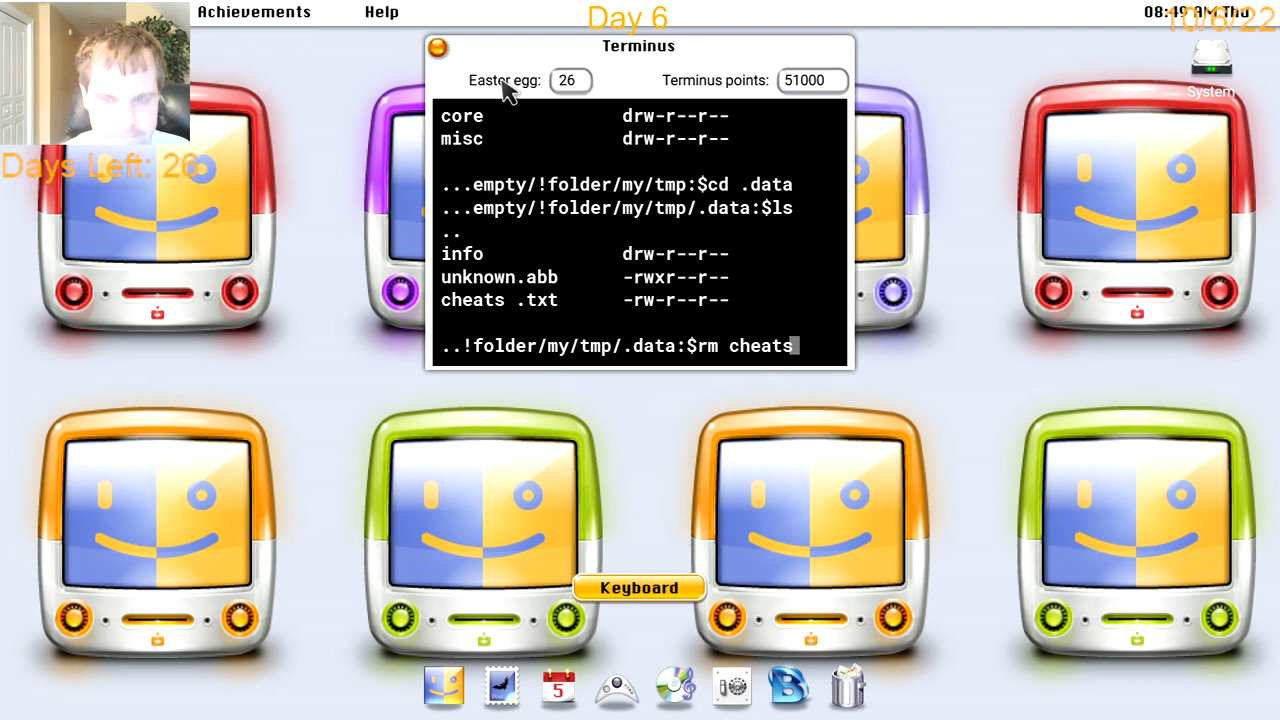 Achievements Help Day 6 08:49 AM Thu
10/6/22
Terminus
Easter egg: 26 Terminus points: 51000
System
Days Left: 26
core drw-r--r--
misc drw-r--r--
...empty/!folder/my/tmp:$cd .data
...empty/!folder/my/tmp/.data:$ls
..
info drw-r--r--
unknown.abb -rwxr--r--
cheats .txt -rw-r--r--
..!folder/my/tmp/.data:$rm cheats
Keyboard
5
B